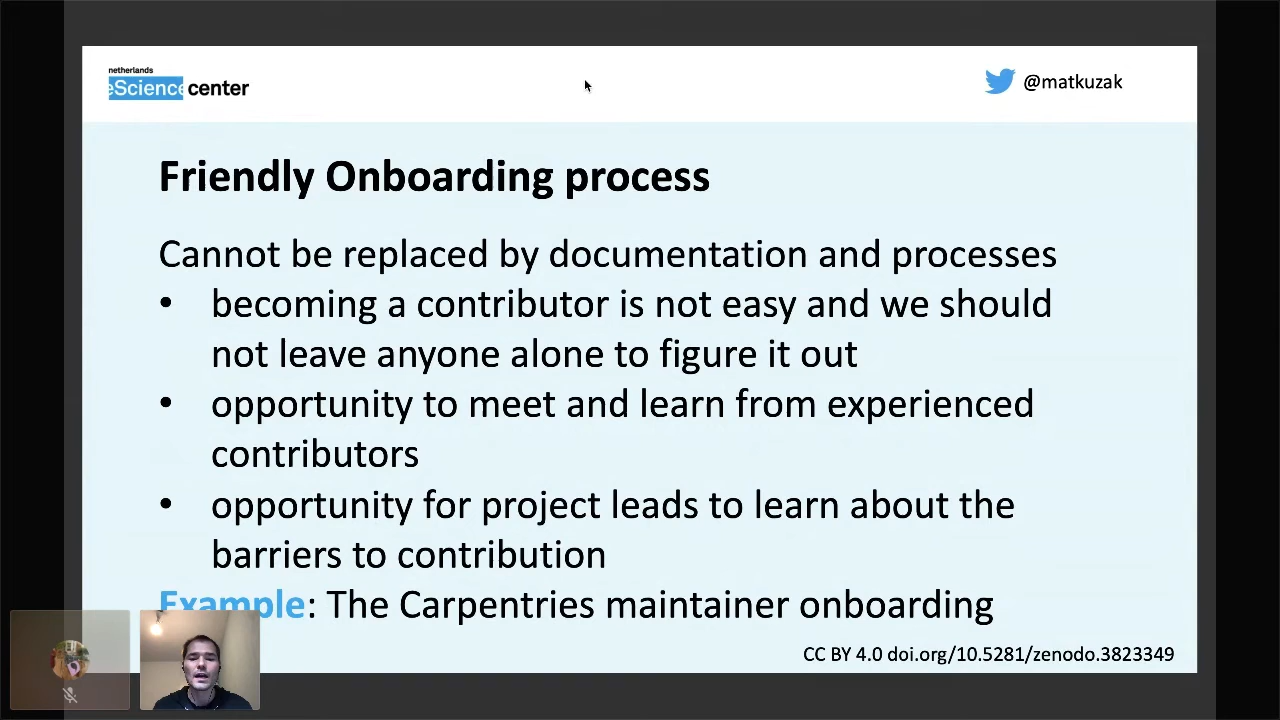 netherlands
eScience center
@matkuzak
Friendly Onboarding process
Cannot be replaced by documentation and processes
• becoming a contributor is not easy and we should
not leave anyone alone to figure it out
• opportunity to meet and learn from experienced
contributors
• opportunity for project leads to learn about the
barriers to contribution
Example: The Carpentries maintainer onboarding
CC BY 4.0 doi.org/10.5281/zenodo.3823349